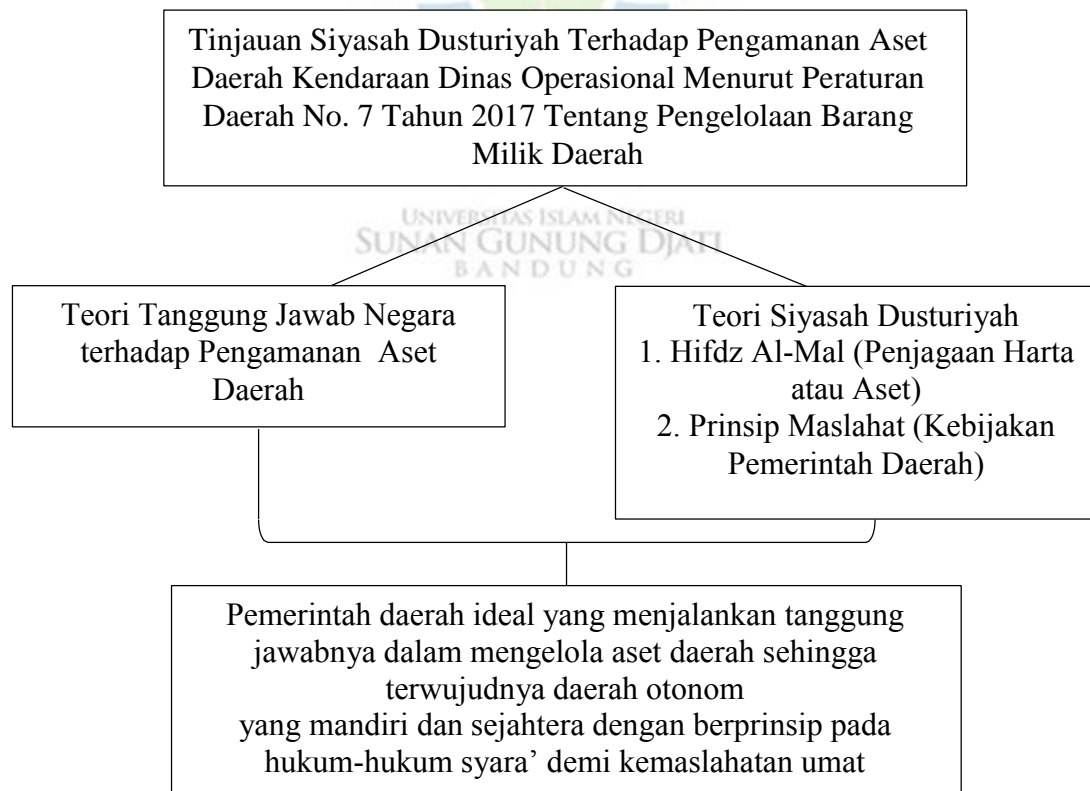 Tinjauan Siyasah Dusturiyah Terhadap Pengamanan Aset
Daerah Kendaraan Dinas Operasional Menurut Peraturan
Daerah No. 7 Tahun 2017 Tentang Pengelolaan Barang
Milik Daerah
UNIVERSITAS ISLAM NEGERI
SUNAN GUNUNG DJATI
BANDUNG
Teori Tanggung Jawab Negara
terhadap Pengamanan Aset
Daerah
Teori Siyasah Dusturiyah
1. Hifdz Al-Mal (Penjagaan Harta
atau Aset)
2. Prinsip Maslahat (Kebijakan
Pemerintah Daerah)
Pemerintah daerah ideal yang menjalankan tanggung
jawabnya dalam mengelola aset daerah sehingga
terwujudnya daerah otonom
yang mandiri dan sejahtera dengan berprinsip pada
hukum-hukum syara’ demi kemaslahatan umat